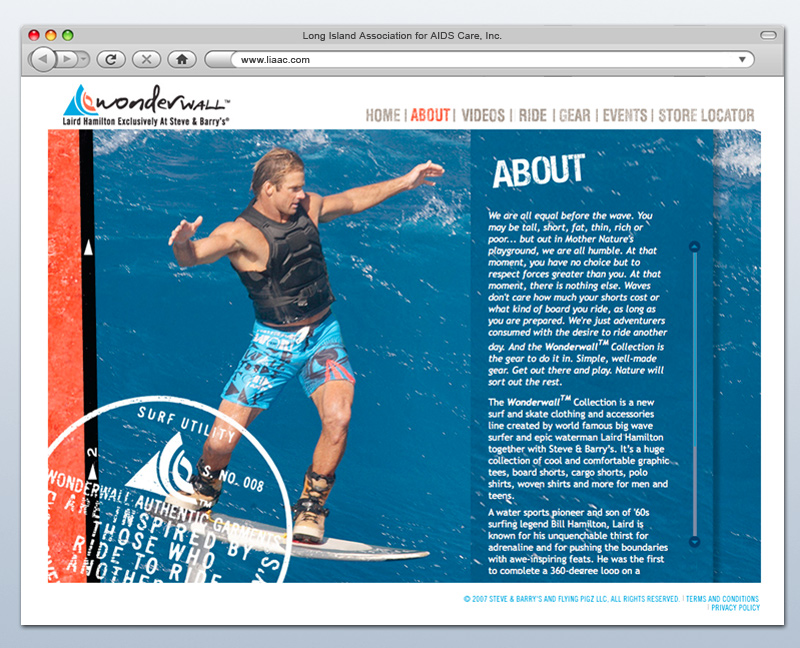 Long Island Association for AIDS Care, Inc.
www.liaac.com
wonderWALL™
Laird Hamilton Exclusively At Steve & Barry's®
HOME | ABOUT | VIDEOS | RIDE | GEAR | EVENTS | STORE LOCATOR
ABOUT
We are all equal before the wave. You
may be tall, short, fat, thin, rich or
poor... but out in Mother Nature's
playground, we are all humble. At that
moment, you have no choice but to
respect forces greater than you. At that
moment, there is nothing else. Waves
don't care how much your shorts cost or
what kind of board you ride, as long as
you are prepared. We're just adventurers
consumed with the desire to ride another
day. And the Wonderwall™ Collection is
the gear to do it in. Simple, well-made
gear. Get out there and play. Nature will
sort out the rest.
The Wonderwall™ Collection is a new
surf and skate clothing and accessories
line created by world famous big wave
surfer and epic waterman Laird Hamilton
together with Steve & Barry's. It's a huge
collection of cool and comfortable graphic
tees, board shorts, cargo shorts, polo
shirts, woven shirts and more for men and
teens.
A water sports pioneer and son of '60s
surfing legend Bill Hamilton, Laird is
known for his unquenchable thirst for
adrenaline and for pushing the boundaries
with awe-inspiring feats. He was the first
to complete a 360-degree loop on a
2
SURF UTILITY
S. NO. 008
™
WONDERWALL AUTHENTIC GARMENTS
ARE INSPIRED BY
THOSE WHO
RIDE TO RIDE
ANOTHER
© 2007 STEVE & BARRY'S AND FLYING PIGZ LLC. ALL RIGHTS RESERVED. | TERMS AND CONDITIONS
| PRIVACY POLICY